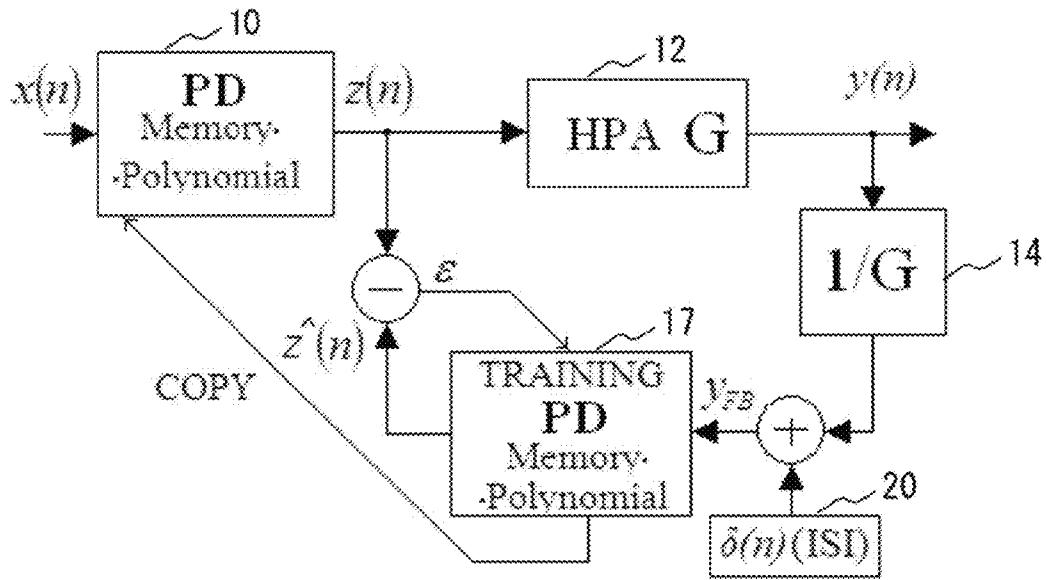 10
x(n)
PD
Memory·
·Polynomial
z(n)
12
HPA G
y(n)
1/G
14
ε
z^(n)
COPY
17
TRAINING
PD
Memory·
·Polynomial
y_FB
+
20
δ(n)(ISI)